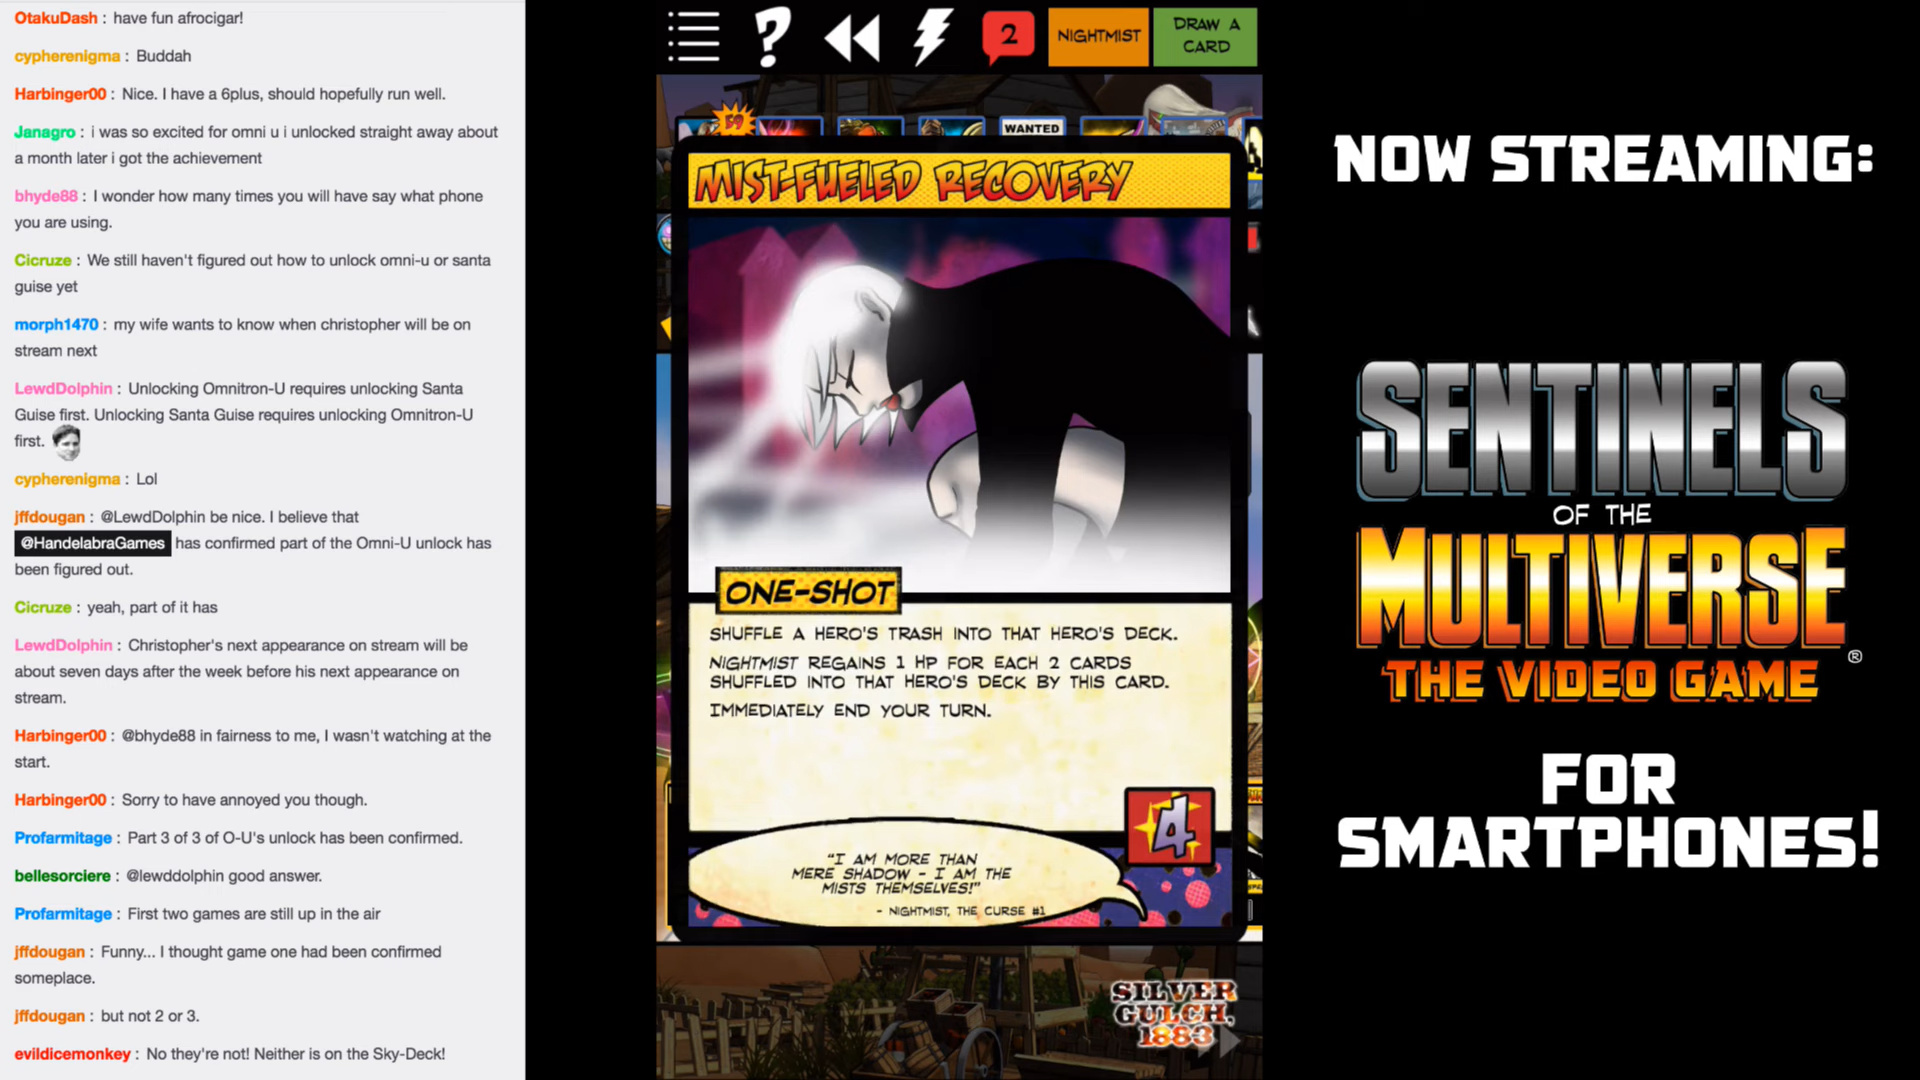 OtakuDash : have fun afrocigar!
cypherenigma : Buddah
Harbinger00 : Nice. I have a 6plus, should hopefully run well.
Janagro : i was so excited for omni u i unlocked straight away about
a month later i got the achievement
bhyde88 : I wonder how many times you will have say what phone
you are using.
Cicruze : We still haven't figured out how to unlock omni-u or santa
guise yet
morph1470 : my wife wants to know when christopher will be on
stream next
LewdDolphin : Unlocking Omnitron-U requires unlocking Santa
Guise first. Unlocking Santa Guise requires unlocking Omnitron-U
first.
cypherenigma : Lol
jffdougan : @LewdDolphin be nice. I believe that
@HandelabraGames has confirmed part of the Omni-U unlock has
been figured out.
Cicruze : yeah, part of it has
LewdDolphin : Christopher's next appearance on stream will be
about seven days after the week before his next appearance on
stream.
Harbinger00 : @bhyde88 in fairness to me, I wasn't watching at the
start.
Harbinger00 : Sorry to have annoyed you though.
Profarmitage : Part 3 of 3 of O-U's unlock has been confirmed.
bellesorciere : @lewddolphin good answer.
Profarmitage : First two games are still up in the air
jffdougan : Funny... I thought game one had been confirmed
someplace.
jffdougan : but not 2 or 3.
evildicemonkey : No they're not! Neither is on the Sky-Deck!
?
2
NIGHTMIST
DRAW A
CARD
59
WANTED
MIST-FUELED RECOVERY
ONE-SHOT
SHUFFLE A HERO'S TRASH INTO THAT HERO'S DECK.
NIGHTMIST REGAINS 1 HP FOR EACH 2 CARDS
SHUFFLED INTO THAT HERO'S DECK BY THIS CARD.
IMMEDIATELY END YOUR TURN.
4
"I AM MORE THAN
MERE SHADOW - I AM THE
MISTS THEMSELVES!"
- NIGHTMIST, THE CURSE #1
SILVER
GULCH,
1883
NOW STREAMING:
SENTINELS
OF THE
MULTIVERSE
®
THE VIDEO GAME
FOR
SMARTPHONES!